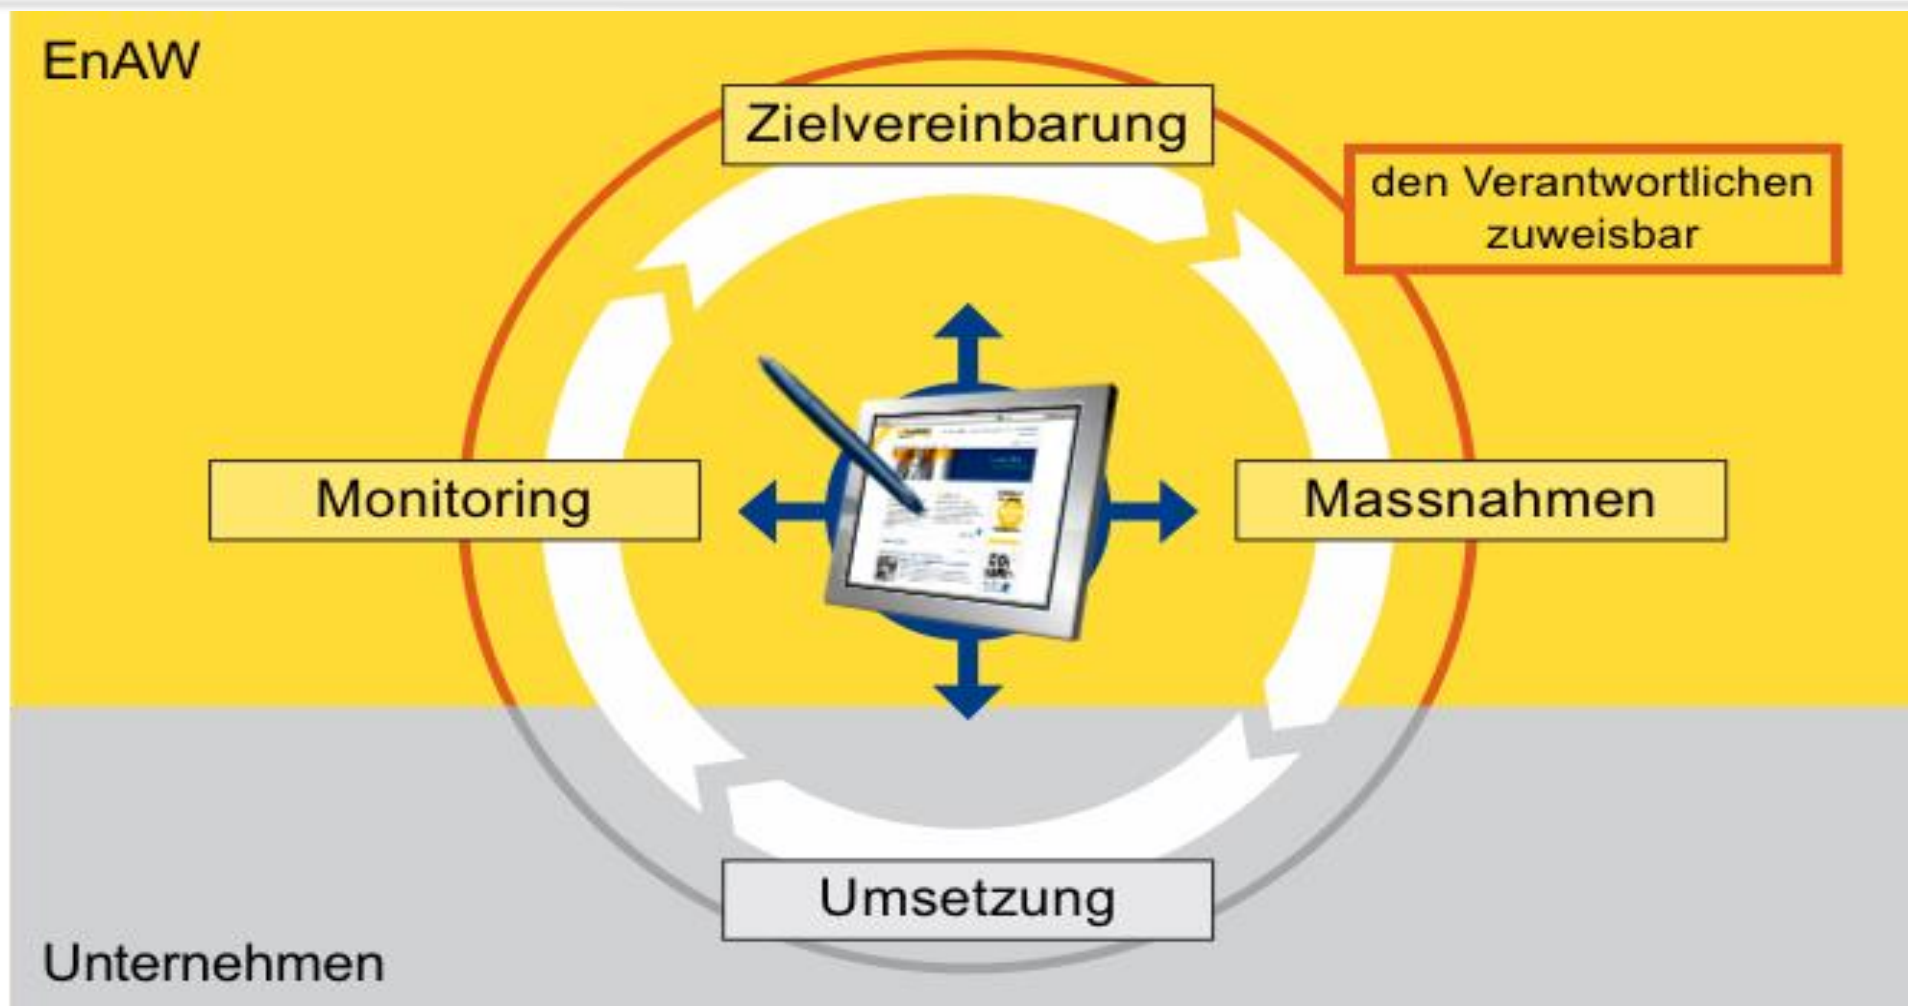 EnAW
Zielvereinbarung
den Verantwortlichen
zuweisbar
Monitoring
Massnahmen
Umsetzung
Unternehmen